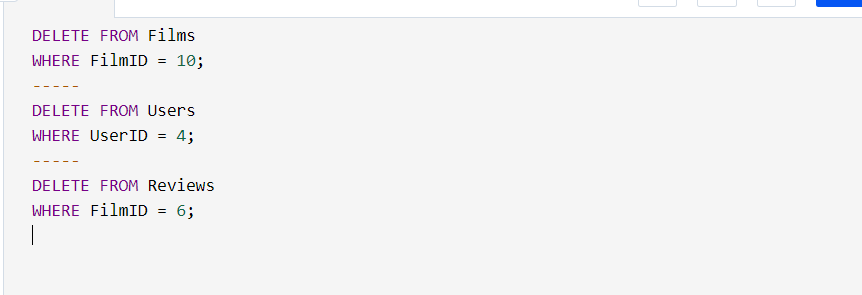 DELETE FROM Films
WHERE FilmID = 10;
-----
DELETE FROM Users
WHERE UserID = 4;
-----
DELETE FROM Reviews
WHERE FilmID = 6;